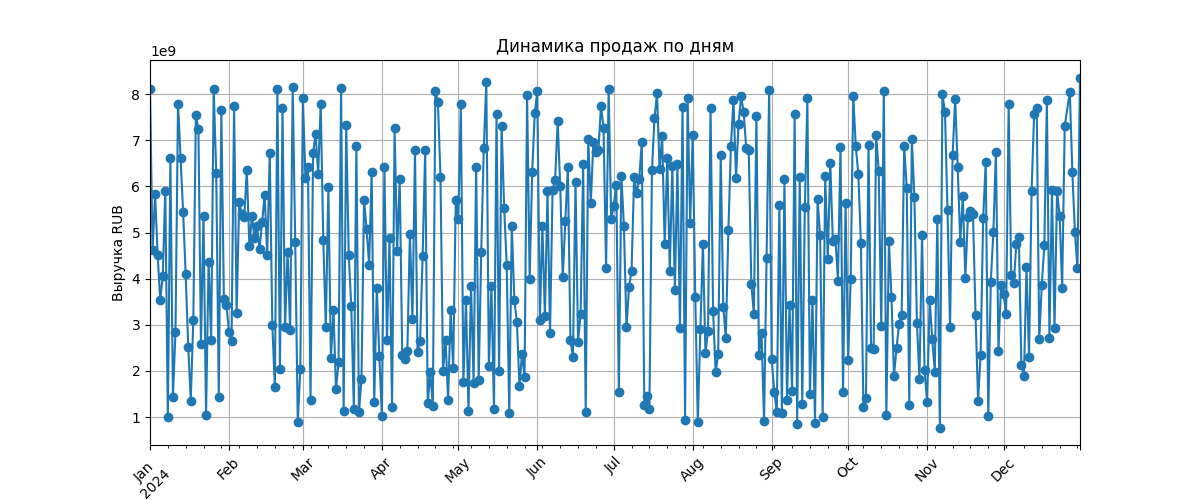 Динамика продаж по дням
1e9
Выручка RUB
8
7
6
5
4
3
2
1
Jan
2024
Feb
Mar
Apr
May
Jun
Jul
Aug
Sep
Oct
Nov
Dec